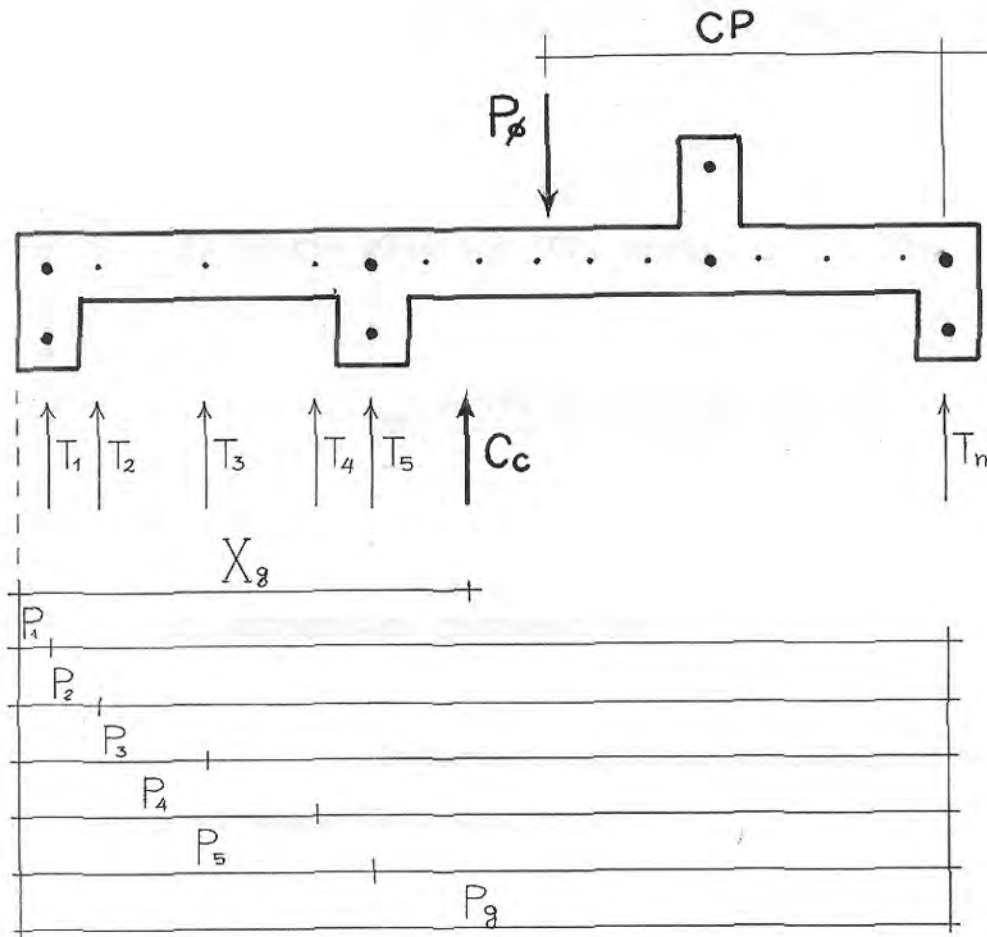 CP
Pø
T₁ T₂ T₃ T₄ T₅ Cc Tn
Xg
P₁
P₂
P₃
P₄
P₅
Pg